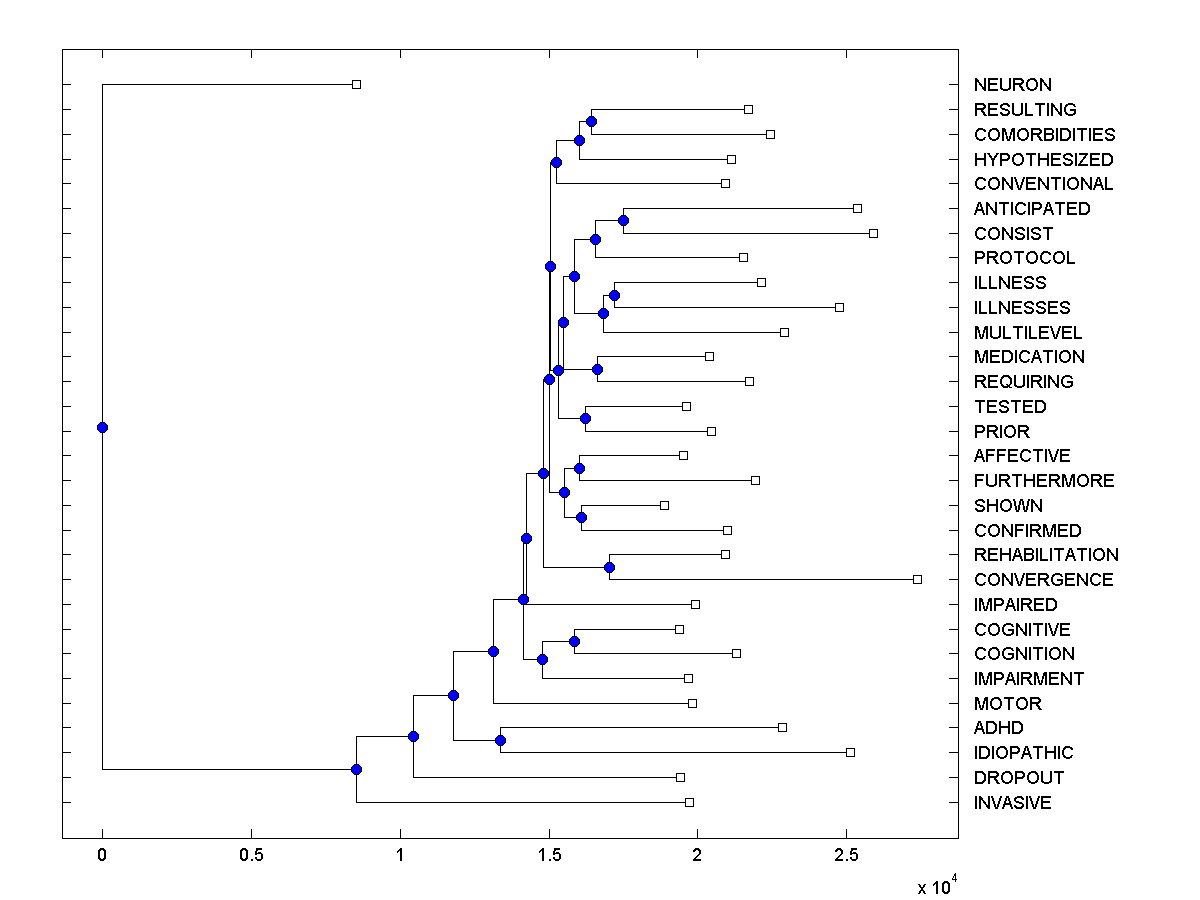 NEURON
RESULTING
COMORBIDITIES
HYPOTHESIZED
CONVENTIONAL
ANTICIPATED
CONSIST
PROTOCOL
ILLNESS
ILLNESSES
MULTILEVEL
MEDICATION
REQUIRING
TESTED
PRIOR
AFFECTIVE
FURTHERMORE
SHOWN
CONFIRMED
REHABILITATION
CONVERGENCE
IMPAIRED
COGNITIVE
COGNITION
IMPAIRMENT
MOTOR
ADHD
IDIOPATHIC
DROPOUT
INVASIVE
0 0.5 1 1.5 2 2.5
x 10^4